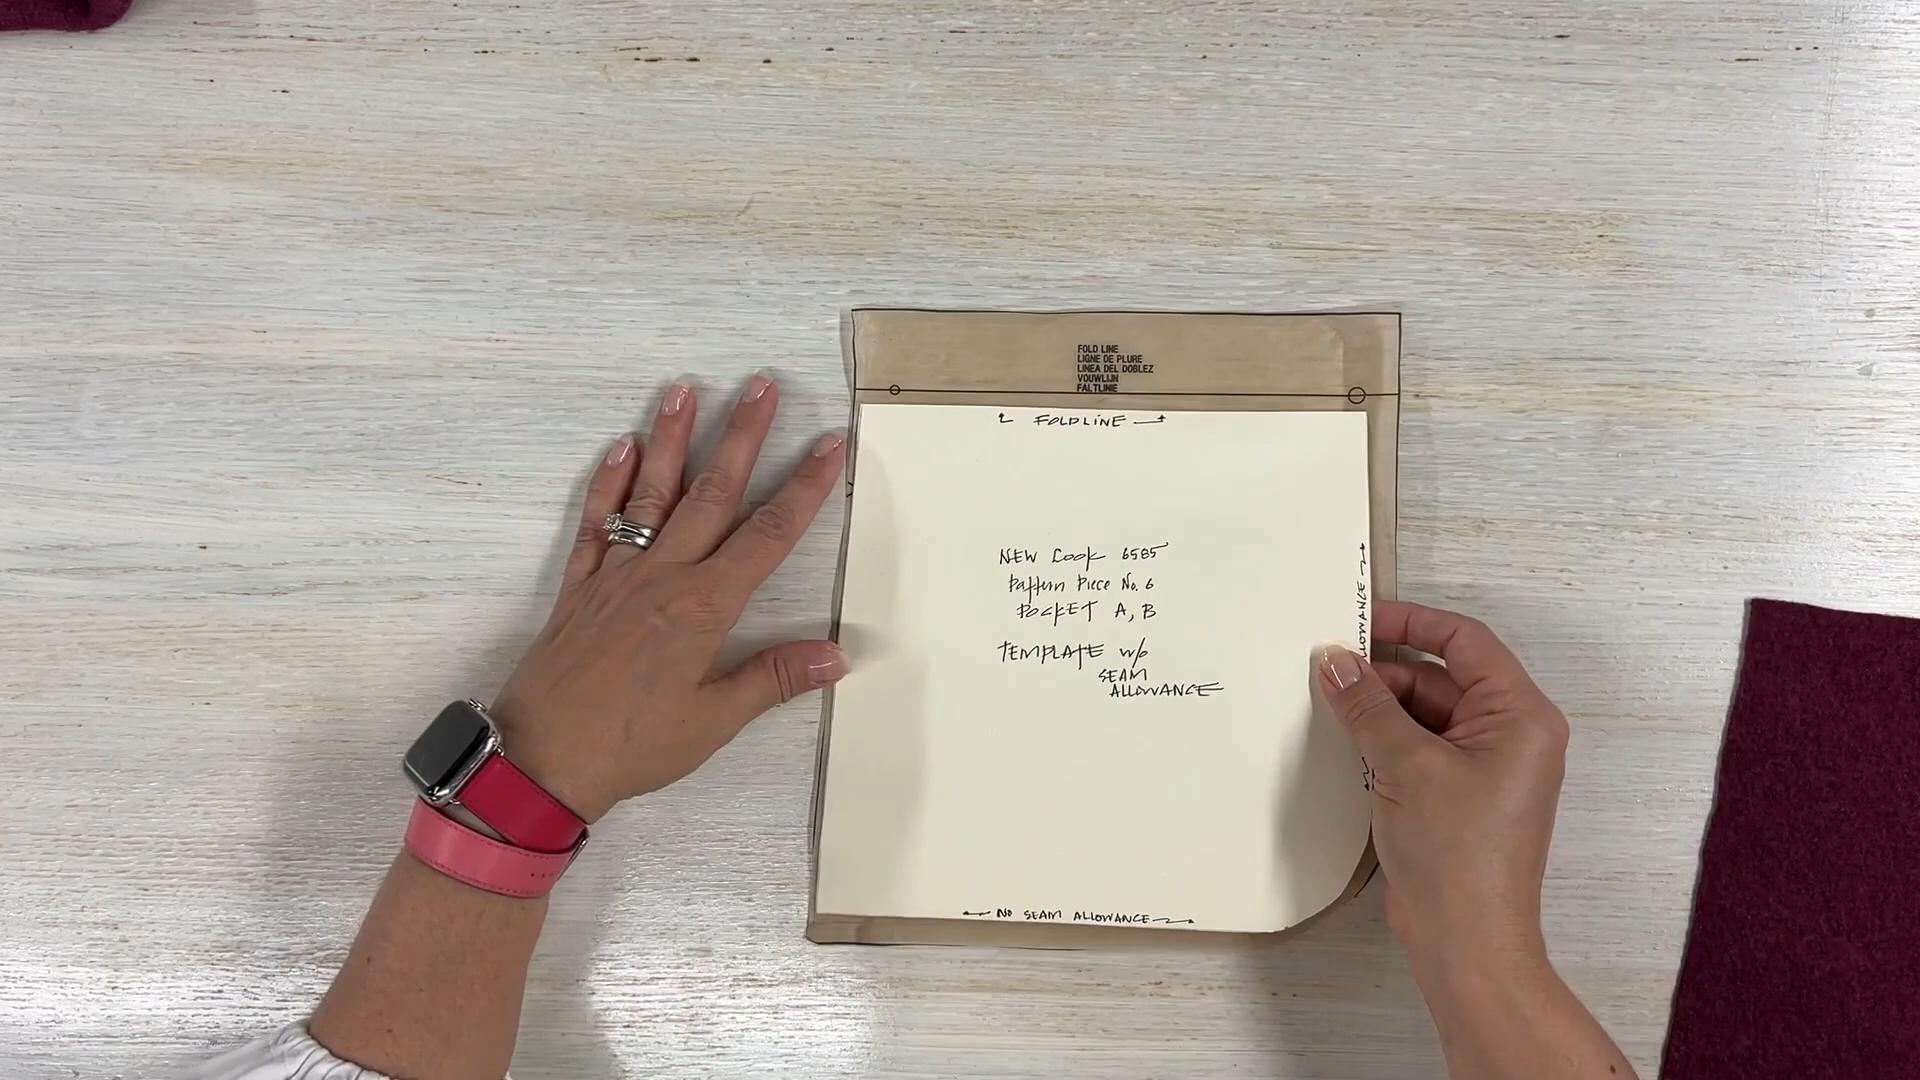 FOLD LINE
LIGNE DE PLURE
LINEA DEL DOBLEZ
VOUWLIJN
FALTLINIE
FOLDLINE
NEW LOOK 6585
Pattern Piece No. 6
POCKET A, B
TEMPLATE w/o
SEAM
ALLOWANCE
ALLOWANCE
NO SEAM ALLOWANCE